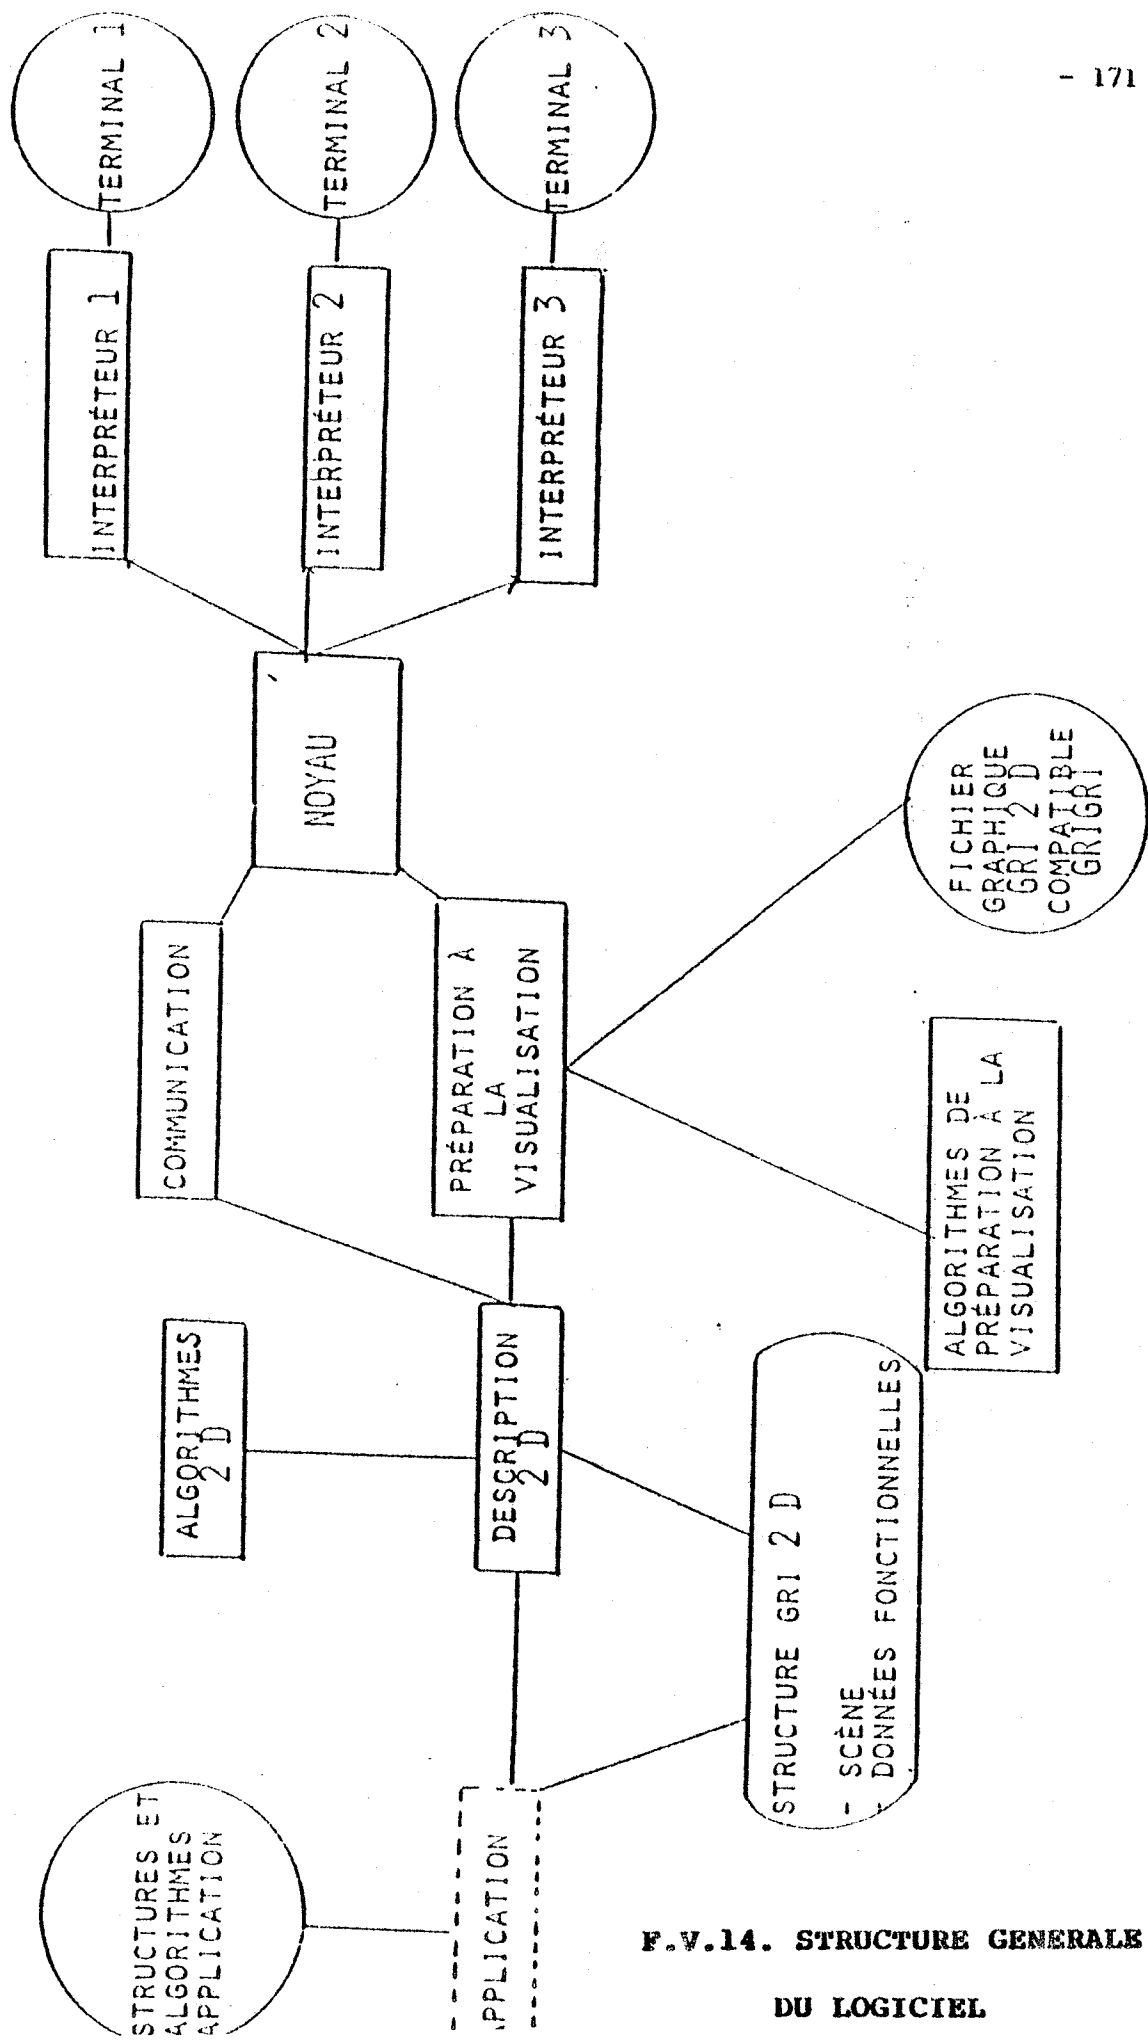 - 171
TERMINAL 1
TERMINAL 2
TERMINAL 3
INTERPRÉTEUR 1
INTERPRÉTEUR 2
INTERPRÉTEUR 3
NOYAU
COMMUNICATION
PRÉPARATION À
LA
VISUALISATION
FICHIER
GRAPHIQUE
GRI 2 D
COMPATIBLE
GRIGRI
ALGORITHMES DE
PRÉPARATION À LA
VISUALISATION
ALGORITHMES
2 D
DESCRIPTION
2 D
STRUCTURE GRI 2 D
- SCÈNE
- DONNÉES FONCTIONNELLES
STRUCTURES ET
ALGORITHMES
APPLICATION
PPLICATION
F.V.14. STRUCTURE GENERALE
DU LOGICIEL